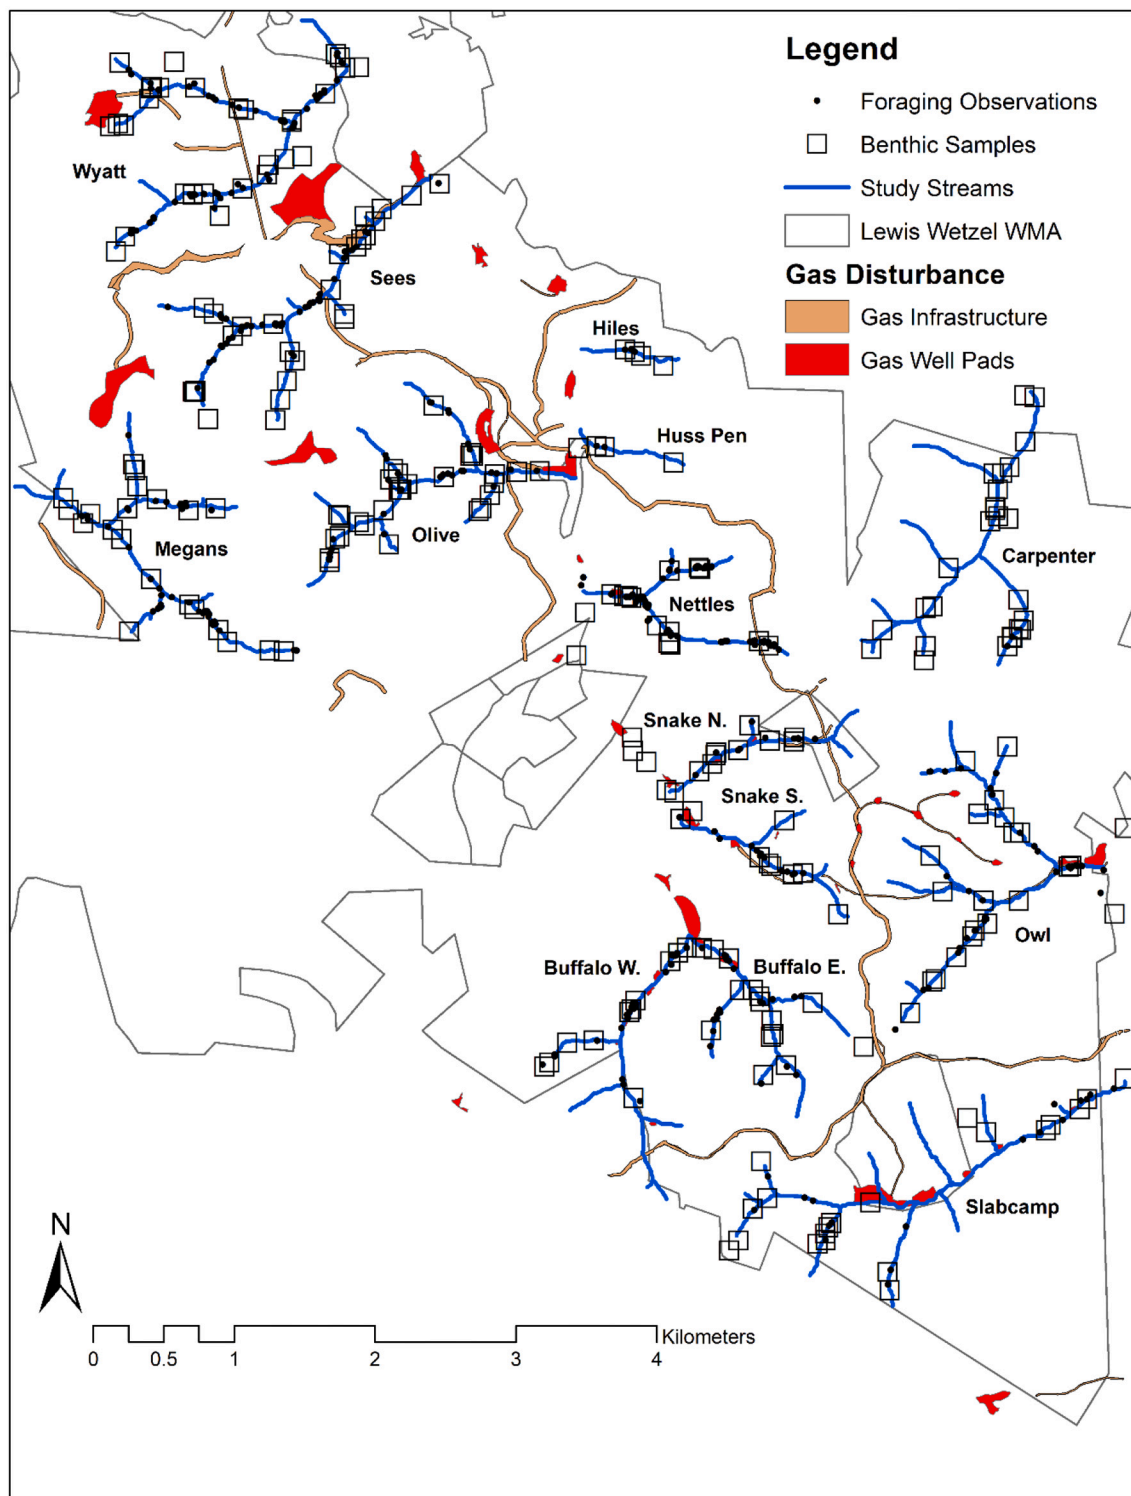 Legend
Foraging Observations
Benthic Samples
Study Streams
Lewis Wetzel WMA
Gas Disturbance
Gas Infrastructure
Gas Well Pads
Wyatt
Sees
Hiles
Huss Pen
Megans
Olive
Carpenter
Nettles
Snake N.
Snake S.
Owl
Buffalo W.
Buffalo E.
Slabcamp
N
Kilometers
0 0.5 1 2 3 4